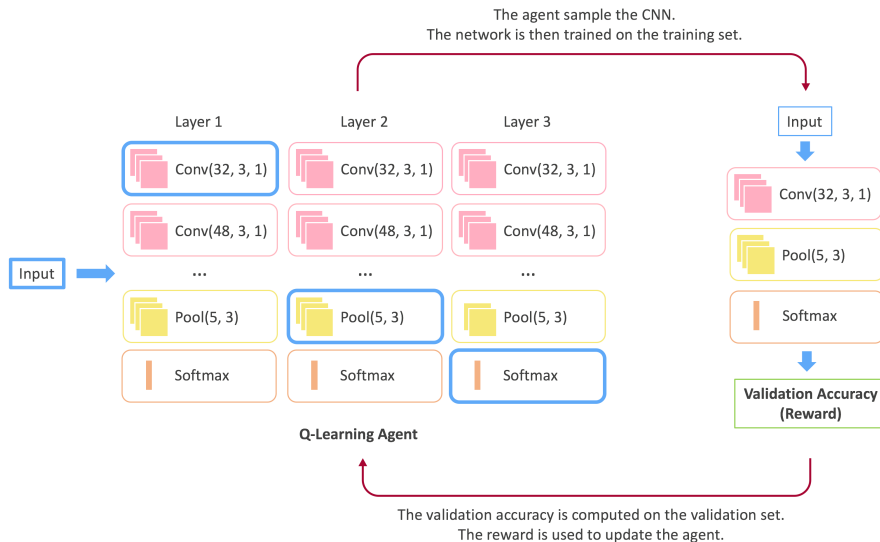 The agent sample the CNN.
The network is then trained on the training set.
Layer 1
Layer 2
Layer 3
Input
Conv(32, 3, 1)
Conv(32, 3, 1)
Conv(32, 3, 1)
Conv(32, 3, 1)
Conv(48, 3, 1)
Conv(48, 3, 1)
Conv(48, 3, 1)
Pool(5, 3)
Input
...
...
...
Pool(5, 3)
Pool(5, 3)
Pool(5, 3)
Softmax
Softmax
Softmax
Softmax
Validation Accuracy
(Reward)
Q-Learning Agent
The validation accuracy is computed on the validation set.
The reward is used to update the agent.